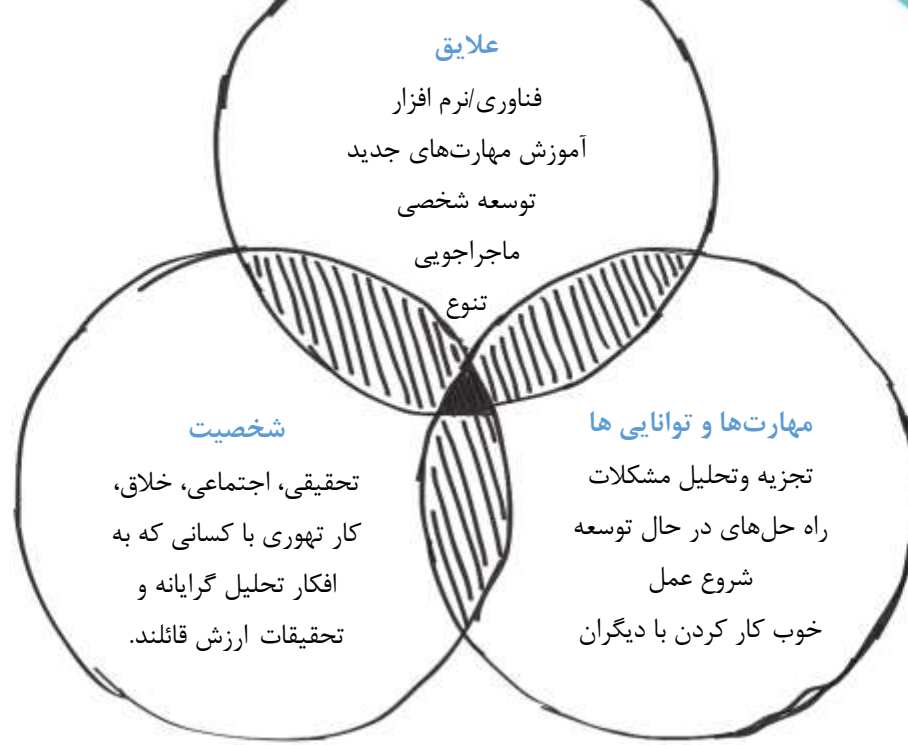 علایق
فناوری/نرم افزار
آموزش مهارت‌های جدید
توسعه شخصی
ماجراجویی
تنوع
مهارت‌ها و توانایی ها
تجزیه وتحلیل مشکلات
راه حل‌های در حال توسعه
شروع عمل
خوب کار کردن با دیگران
شخصیت
تحقیقی، اجتماعی، خلاق،
کار تهوری با کسانی که به
افکار تحلیل گرایانه و
تحقیقات ارزش قائلند.